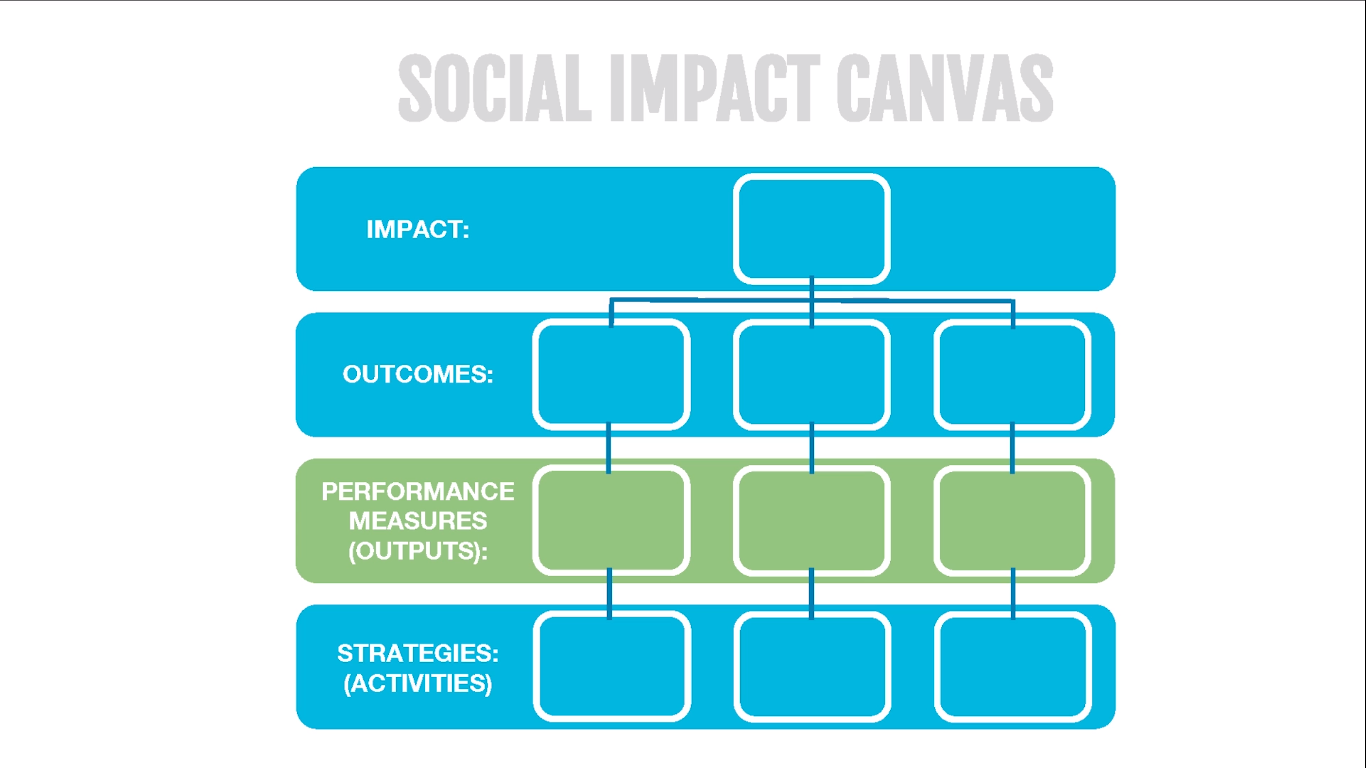 SOCIAL IMPACT CANVAS
IMPACT:
OUTCOMES:
PERFORMANCE
MEASURES
(OUTPUTS):
STRATEGIES:
(ACTIVITIES)